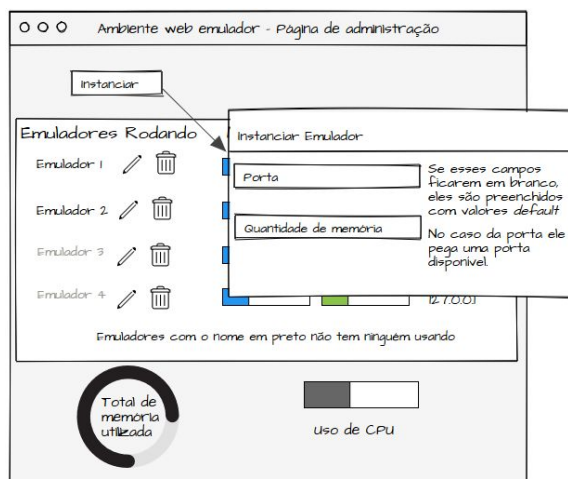 Ambiente web emulador - Página de administração
Instanciar
Emuladores Rodando
Instanciar Emulador
Emulador 1
Porta
Se esses campos
ficarem em branco,
eles são preenchidos
com valores default
Emulador 2
Quantidade de memória
No caso da porta ele
pega uma porta
disponivel.
Emulador 3
Emulador 4
127.0.0.1
Emuladores com o nome em preto não tem ninguém usando
Total de
memória
utilizada
Uso de CPU